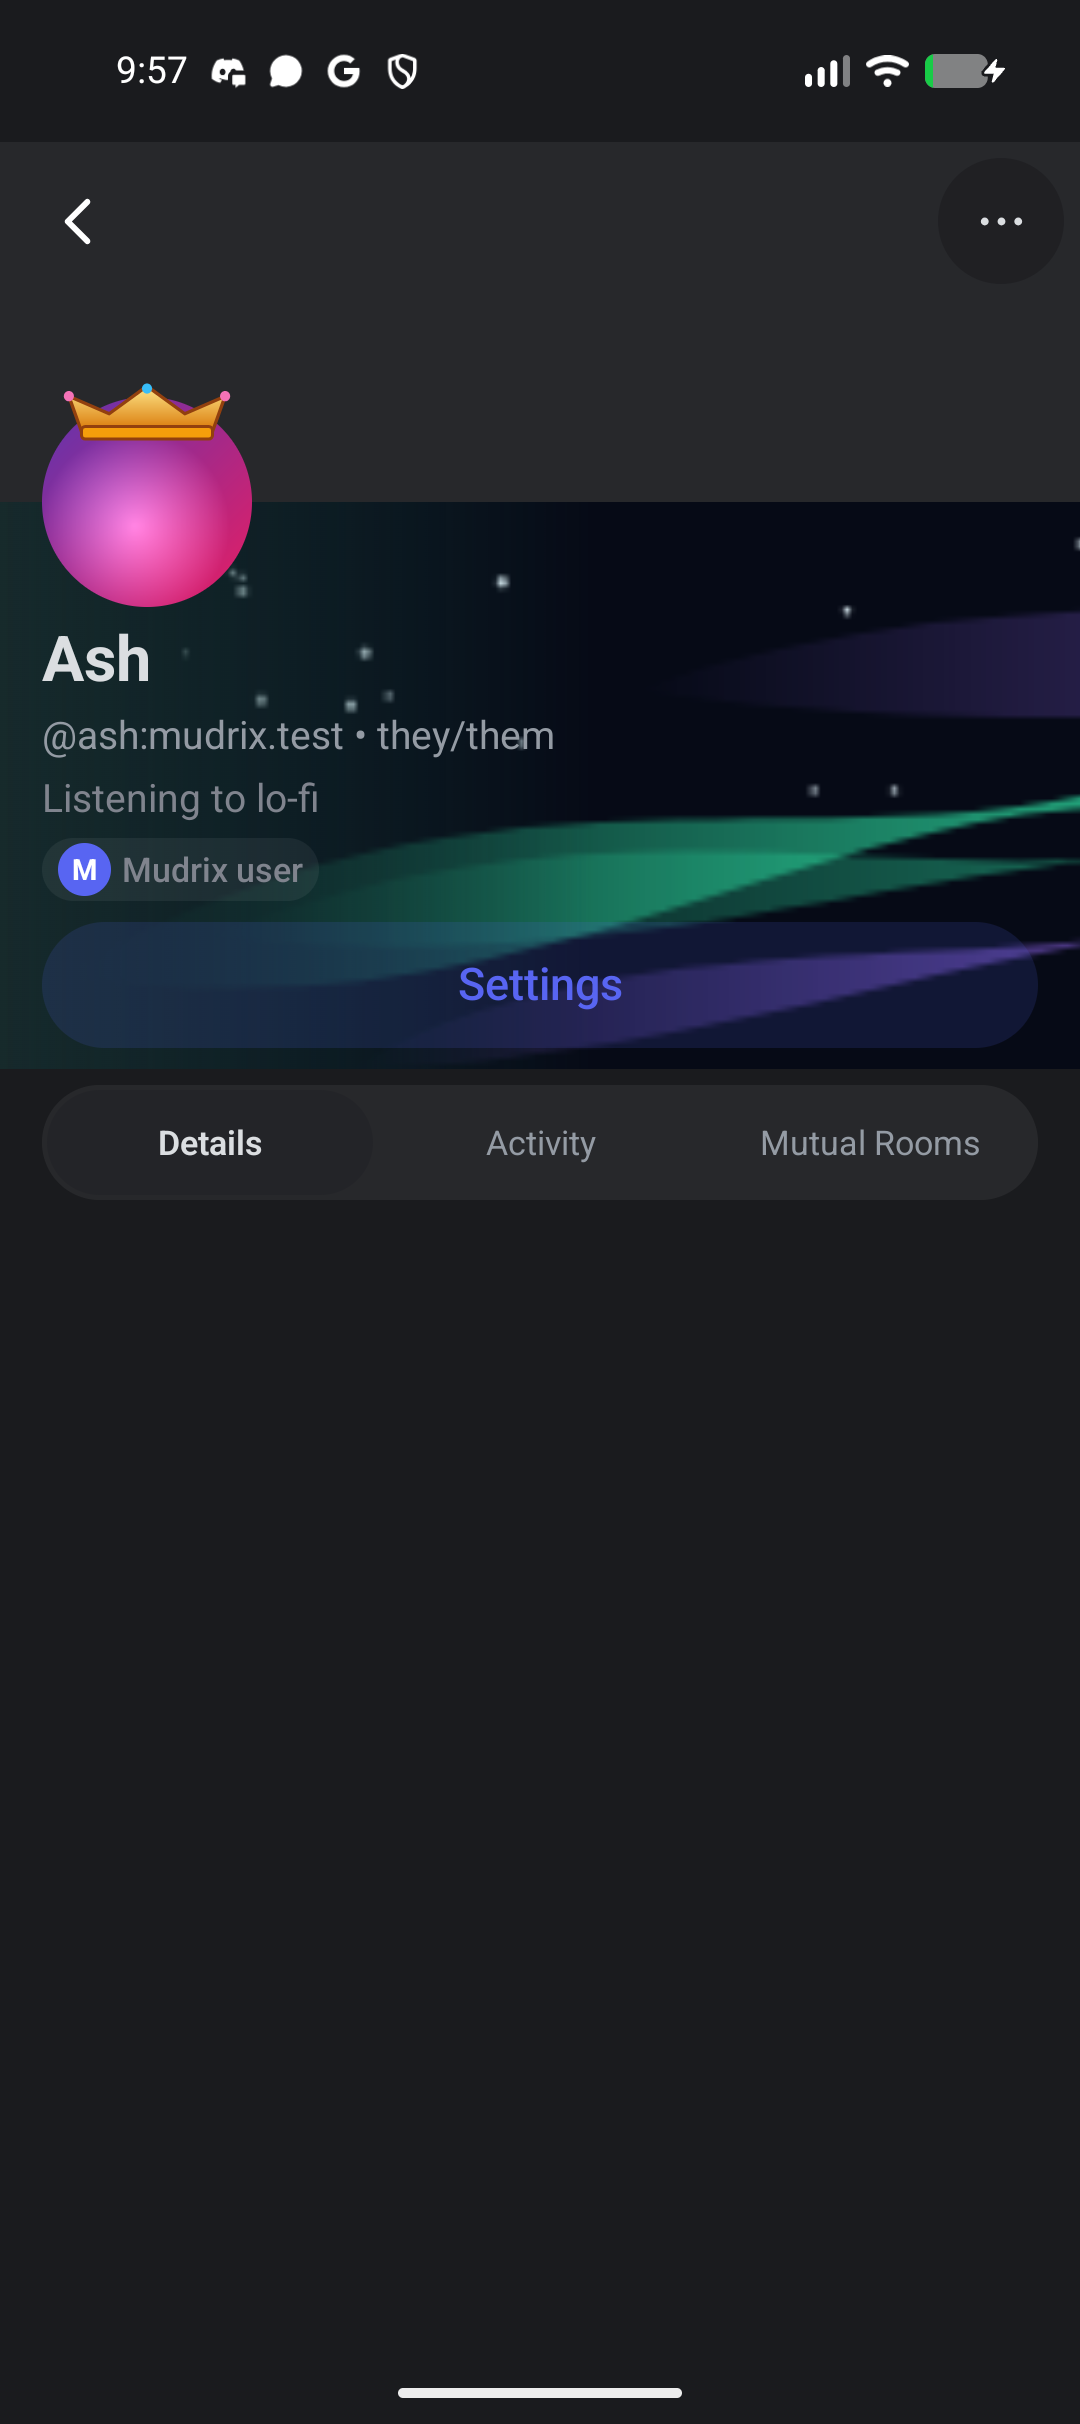 9:57
Ash
@ash:mudrix.test • they/them
Listening to lo-fi
M Mudrix user
Settings
Details Activity Mutual Rooms